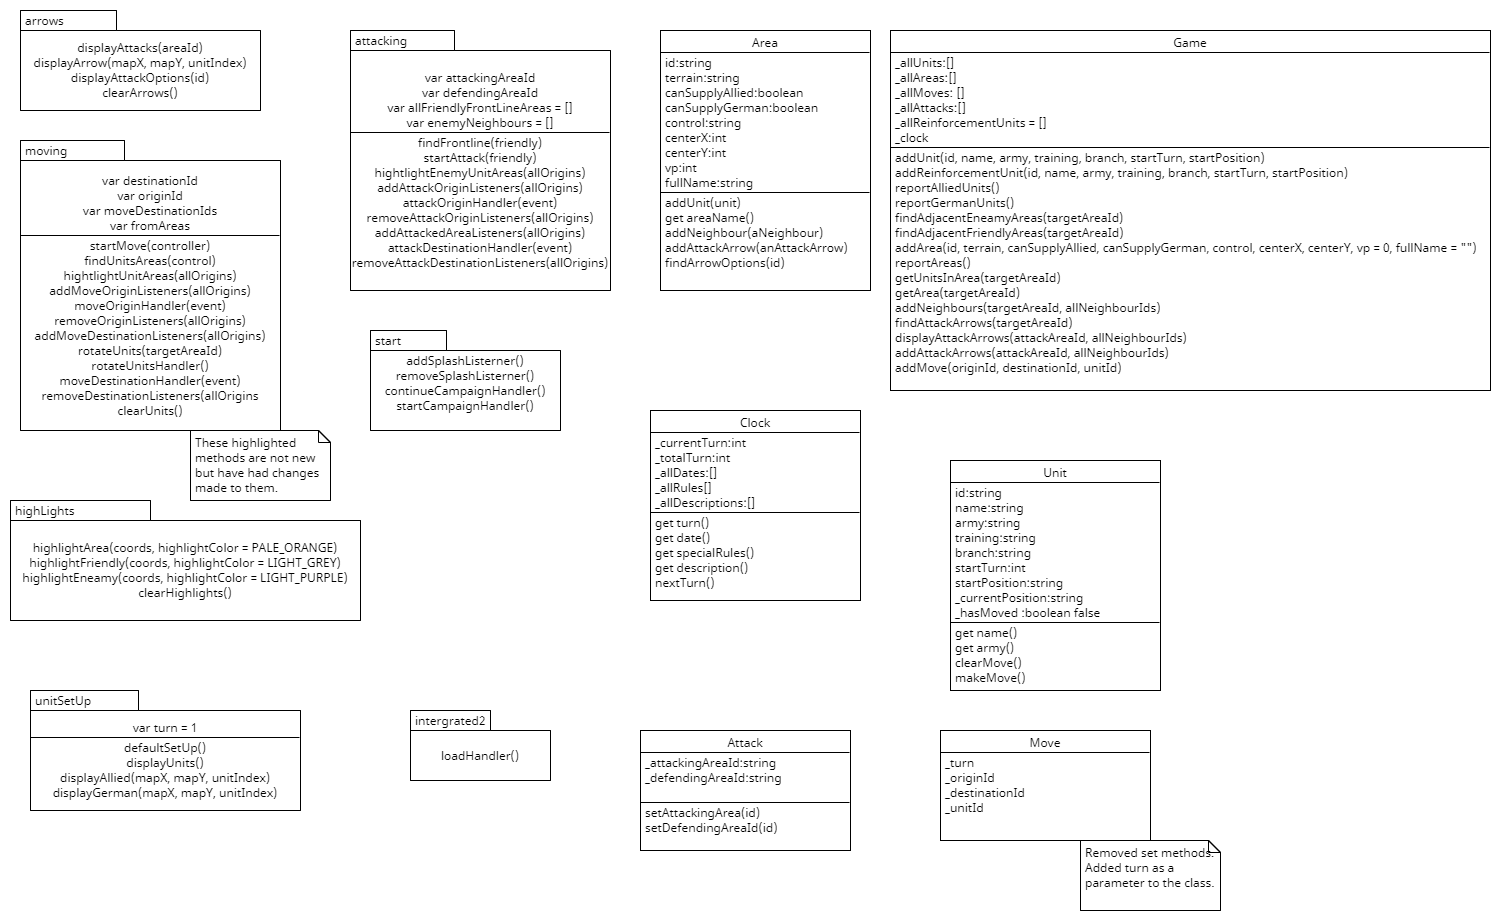 arrows
displayAttacks(areaId)
displayArrow(mapX, mapY, unitIndex)
displayAttackOptions(id)
clearArrows()
moving
var destinationId
var originId
var moveDestinationIds
var fromAreas
startMove(controller)
findUnitsAreas(control)
hightlightUnitAreas(allOrigins)
addMoveOriginListeners(allOrigins)
moveOriginHandler(event)
removeOriginListeners(allOrigins)
addMoveDestinationListeners(allOrigins)
rotateUnits(targetAreaId)
rotateUnitsHandler()
moveDestinationHandler(event)
removeDestinationListeners(allOrigins
clearUnits()
These highlighted
methods are not new
but have had changes
made to them.
highLights
highlightArea(coords, highlightColor = PALE_ORANGE)
highlightFriendly(coords, highlightColor = LIGHT_GREY)
highlightEneamy(coords, highlightColor = LIGHT_PURPLE)
clearHighlights()
unitSetUp
var turn = 1
defaultSetUp()
displayUnits()
displayAllied(mapX, mapY, unitIndex)
displayGerman(mapX, mapY, unitIndex)
attacking
var attackingAreaId
var defendingAreaId
var allFriendlyFrontLineAreas = []
var enemyNeighbours = []
findFrontline(friendly)
startAttack(friendly)
hightlightEnemyUnitAreas(allOrigins)
addAttackOriginListeners(allOrigins)
attackOriginHandler(event)
removeAttackOriginListeners(allOrigins)
addAttackedAreaListeners(allOrigins)
attackDestinationHandler(event)
removeAttackDestinationListeners(allOrigins)
start
addSplashListerner()
removeSplashListerner()
continueCampaignHandler()
startCampaignHandler()
intergrated2
loadHandler()
Area
id:string
terrain:string
canSupplyAllied:boolean
canSupplyGerman:boolean
control:string
centerX:int
centerY:int
vp:int
fullName:string
addUnit(unit)
get areaName()
addNeighbour(aNeighbour)
addAttackArrow(anAttackArrow)
findArrowOptions(id)
Clock
_currentTurn:int
_totalTurn:int
_allDates:[]
_allRules[]
_allDescriptions:[]
get turn()
get date()
get specialRules()
get description()
nextTurn()
Attack
_attackingAreaId:string
_defendingAreaId:string
setAttackingArea(id)
setDefendingAreaId(id)
Game
_allUnits:[]
_allAreas:[]
_allMoves: []
_allAttacks:[]
_allReinforcementUnits = []
_clock
addUnit(id, name, army, training, branch, startTurn, startPosition)
addReinforcementUnit(id, name, army, training, branch, startTurn, startPosition)
reportAlliedUnits()
reportGermanUnits()
findAdjacentEneamyAreas(targetAreaId)
findAdjacentFriendlyAreas(targetAreaId)
addArea(id, terrain, canSupplyAllied, canSupplyGerman, control, centerX, centerY, vp = 0, fullName = "")
reportAreas()
getUnitsInArea(targetAreaId)
getArea(targetAreaId)
addNeighbours(targetAreaId, allNeighbourIds)
findAttackArrows(targetAreaId)
displayAttackArrows(attackAreaId, allNeighbourIds)
addAttackArrows(attackAreaId, allNeighbourIds)
addMove(originId, destinationId, unitId)
Unit
id:string
name:string
army:string
training:string
branch:string
startTurn:int
startPosition:string
_currentPosition:string
_hasMoved :boolean false
get name()
get army()
clearMove()
makeMove()
Move
_turn
_originId
_destinationId
_unitId
Removed set methods.
Added turn as a
parameter to the class.